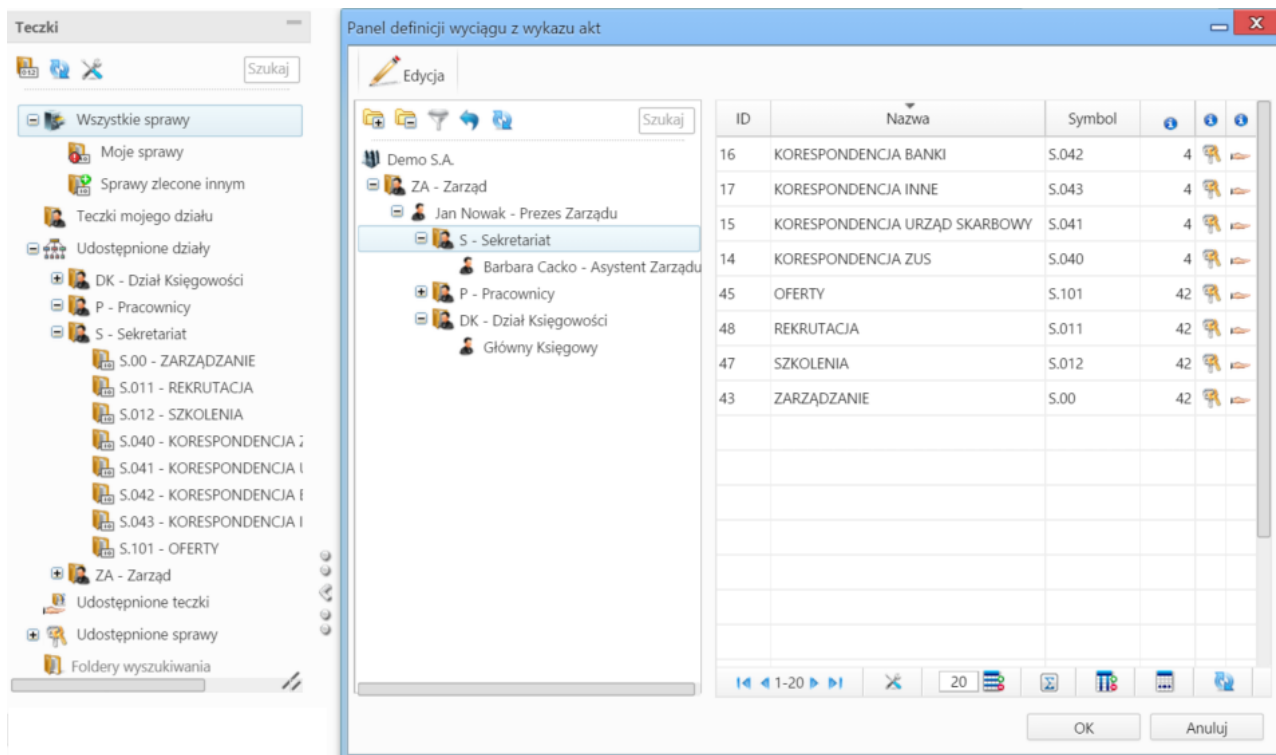 Teczki
Szukaj
Wszystkie sprawy
Moje sprawy
Sprawy zlecone innym
Teczki mojego działu
Udostępnione działy
DK - Dział Księgowości
P - Pracownicy
S - Sekretariat
S.00 - ZARZĄDZANIE
S.011 - REKRUTACJA
S.012 - SZKOLENIA
S.040 - KORESPONDENCJA
S.041 - KORESPONDENCJA
S.042 - KORESPONDENCJA
S.043 - KORESPONDENCJA
S.101 - OFERTY
ZA - Zarząd
Udostępnione teczki
Udostępnione sprawy
Foldery wyszukiwania
Panel definicji wyciągu z wykazu akt
Edycja
Szukaj
Demo S.A.
ZA - Zarząd
Jan Nowak - Prezes Zarządu
S - Sekretariat
Barbara Cacko - Asystent Zarządu
P - Pracownicy
DK - Dział Księgowości
Główny Księgowy
ID Nazwa Symbol
16 KORESPONDENCJA BANKI S.042 4
17 KORESPONDENCJA INNE S.043 4
15 KORESPONDENCJA URZĄD SKARBOWY S.041 4
14 KORESPONDENCJA ZUS S.040 4
45 OFERTY S.101 42
48 REKRUTACJA S.011 42
47 SZKOLENIA S.012 42
43 ZARZĄDZANIE S.00 42
1-20 20
OK Anuluj